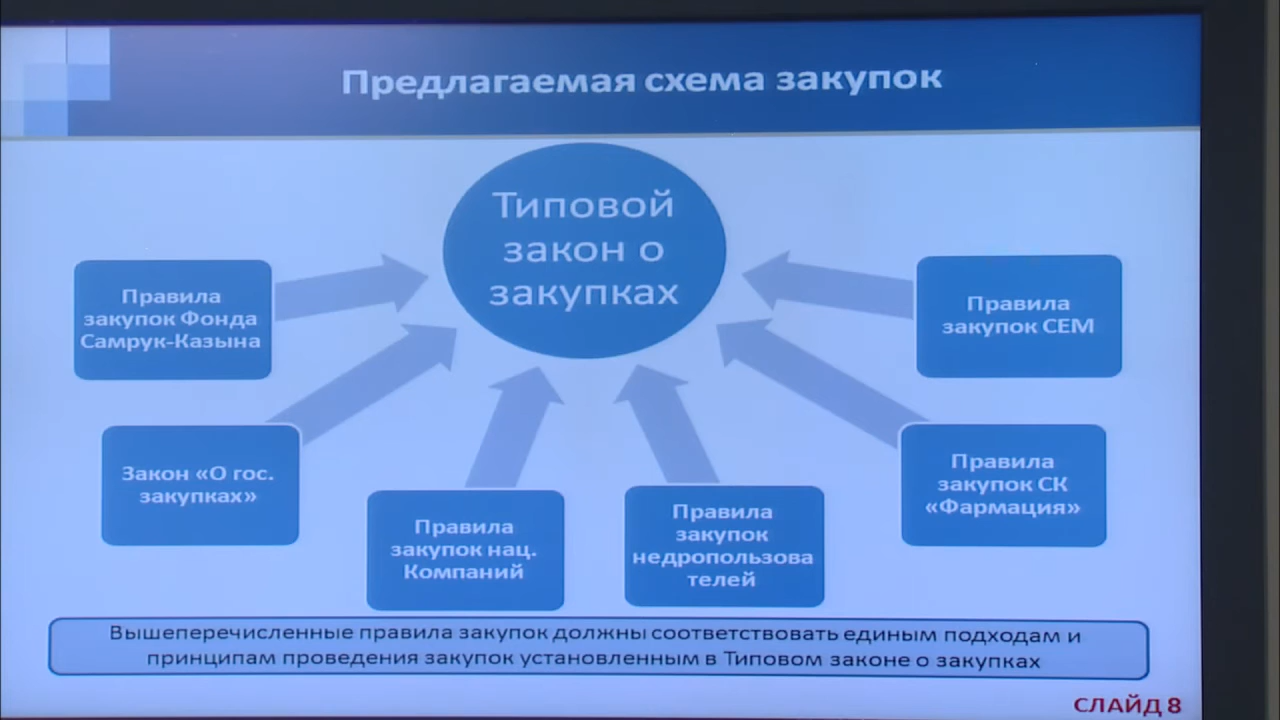 Предлагаемая схема закупок
Типовой
закон о
закупках
Правила
закупок Фонда
Самрук-Казына
Закон «О гос.
закупках»
Правила
закупок нац.
Компаний
Правила
закупок
недропользова
телей
Правила
закупок СК
«Фармация»
Правила
закупок СЕМ
Вышеперечисленные правила закупок должны соответствовать единым подходам и
принципам проведения закупок установленным в Типовом законе о закупках
СЛАЙД 8